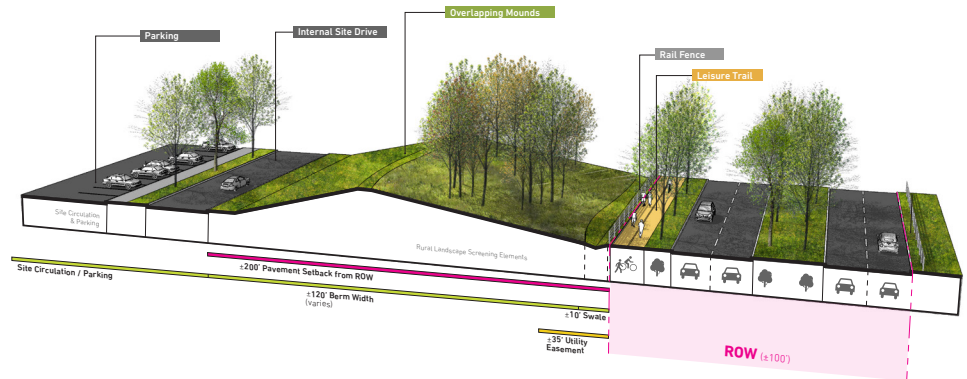 Overlapping Mounds
Parking
Internal Site Drive
Rail Fence
Leisure Trail
Site Circulation
& Parking
Rural Landscape Screening Elements
Site Circulation / Parking
±200' Pavement Setback from ROW
±120' Berm Width
(varies)
±10' Swale
±35' Utility
Easement
ROW (±100')